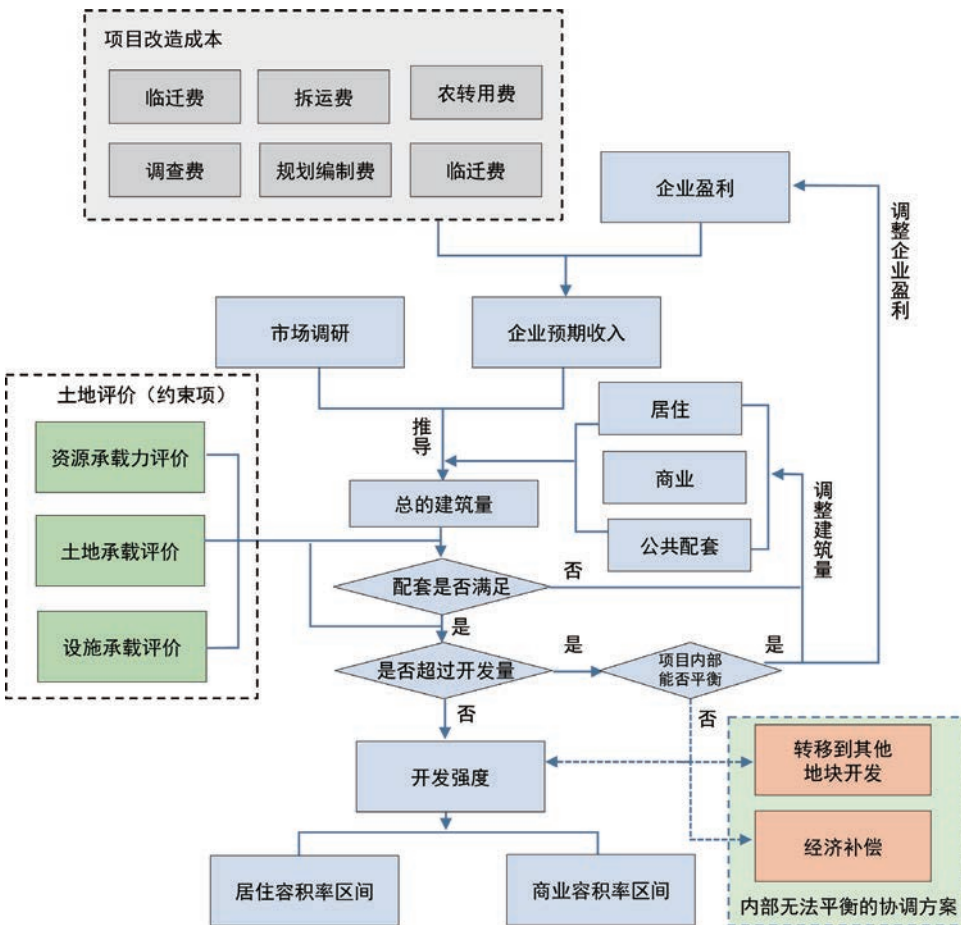 项目改造成本
临迁费
拆运费
农转用费
调查费
规划编制费
临迁费
企业盈利
调整企业盈利
市场调研
企业预期收入
土地评价（约束项）
资源承载力评价
土地承载评价
设施承载评价
推导
居住
商业
公共配套
调整建筑量
总的建筑量
配套是否满足
否
是
是否超过开发量
是
项目内部
能否平衡
是
否
否
开发强度
转移到其他
地块开发
经济补偿
内部无法平衡的协调方案
居住容积率区间
商业容积率区间